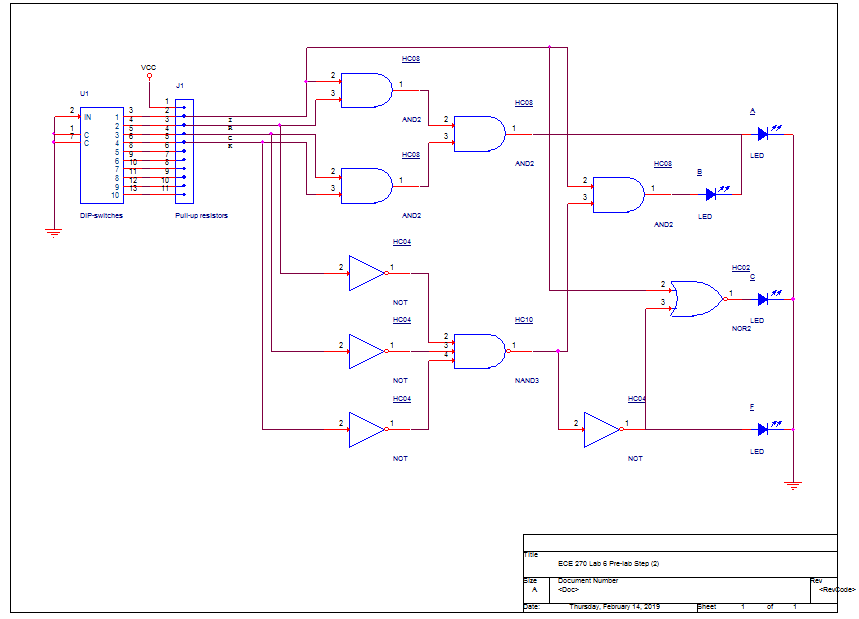 HC08
VCC
2
1
3
AND2
U1
J1
2
IN
1
C
7
C
1
2
3
4
5
6
7
8
9
10
3
4
5
6
8
9
10
11
12
13
1
2
3
4
5
6
7
8
9
10
11
DIP-switches
Pull-up resistors
I
R
C
HC08
2
1
3
AND2
HC08
2
1
3
AND2
A
LED
HC08
2
1
3
AND2
B
LED
HC04
2
1
NOT
HC04
2
1
NOT
HC04
2
1
NOT
HC10
2
3
4
1
NAND3
HC02
2
3
1
NOR2
C
LED
HC04
2
1
NOT
F
LED
Title
ECE 270 Lab 6 Pre-lab Step (2)
Size
Document Number
Rev
A
<Doc>
<RevCode>
Date:
Thursday, February 14, 2019
Sheet
1
of
1